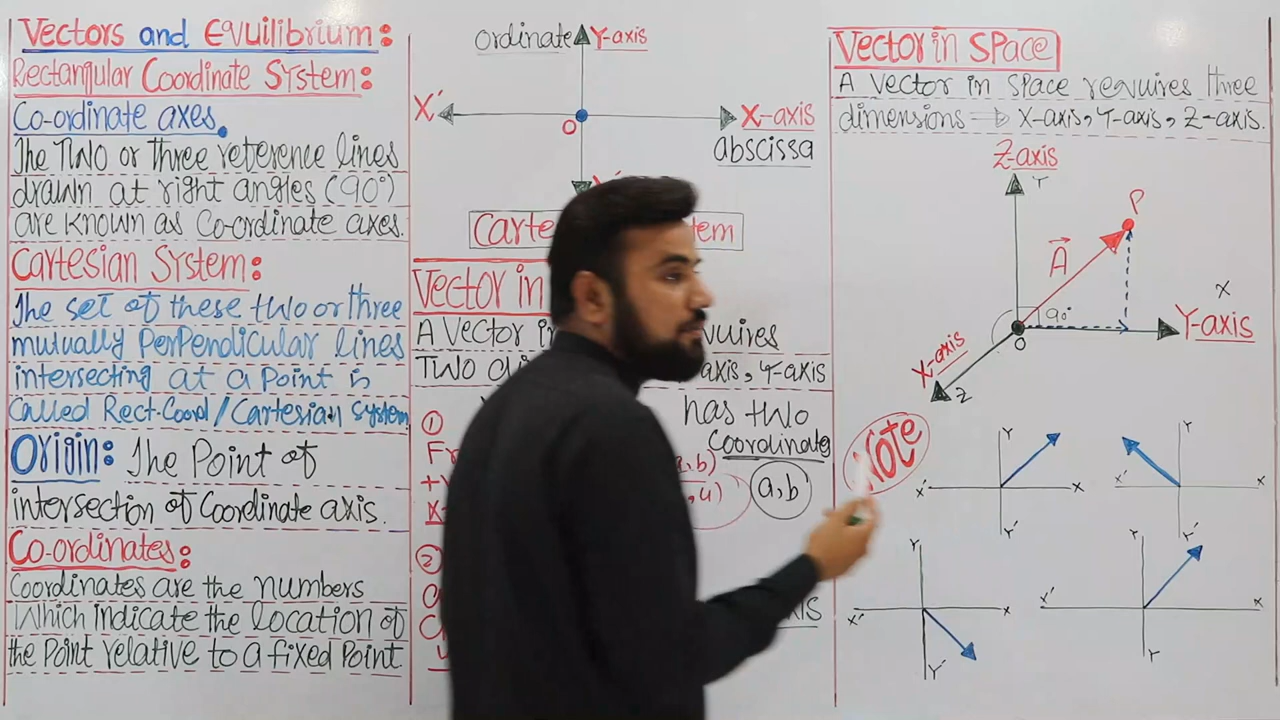 Vectors and Equilibrium:
Rectangular Coordinate System:
Co-ordinate axes.
The Two or three reference lines
drawn at right angles (90°)
are known as Co-ordinate axes.
Cartesian System:
The set of these two or three
mutually perpendicular lines
intersecting at a point is
Called Rect-Coord/Cartesian System
Origin: The Point of
intersection of Coordinate axis.
Co-ordinates:
Coordinates are the numbers
Which indicate the location of
the Point relative to a fixed Point.
ordinate Y-axis
X' X-axis
O
abscissa
Vector in
A Vector in
Two
axis, Y-axis
has two
Coordinate
①
a, b
②
Vector in Space
A Vector in Space requires three
dimensions → X-axis, Y-axis, Z-axis.
Z-axis
Y
P
A
90°
X
Y-axis
O
X-axis
Z
Note
Y
X' X
Y'
Y
X' X
Y'
Y
X' X
Y'
Y
X' X
Y